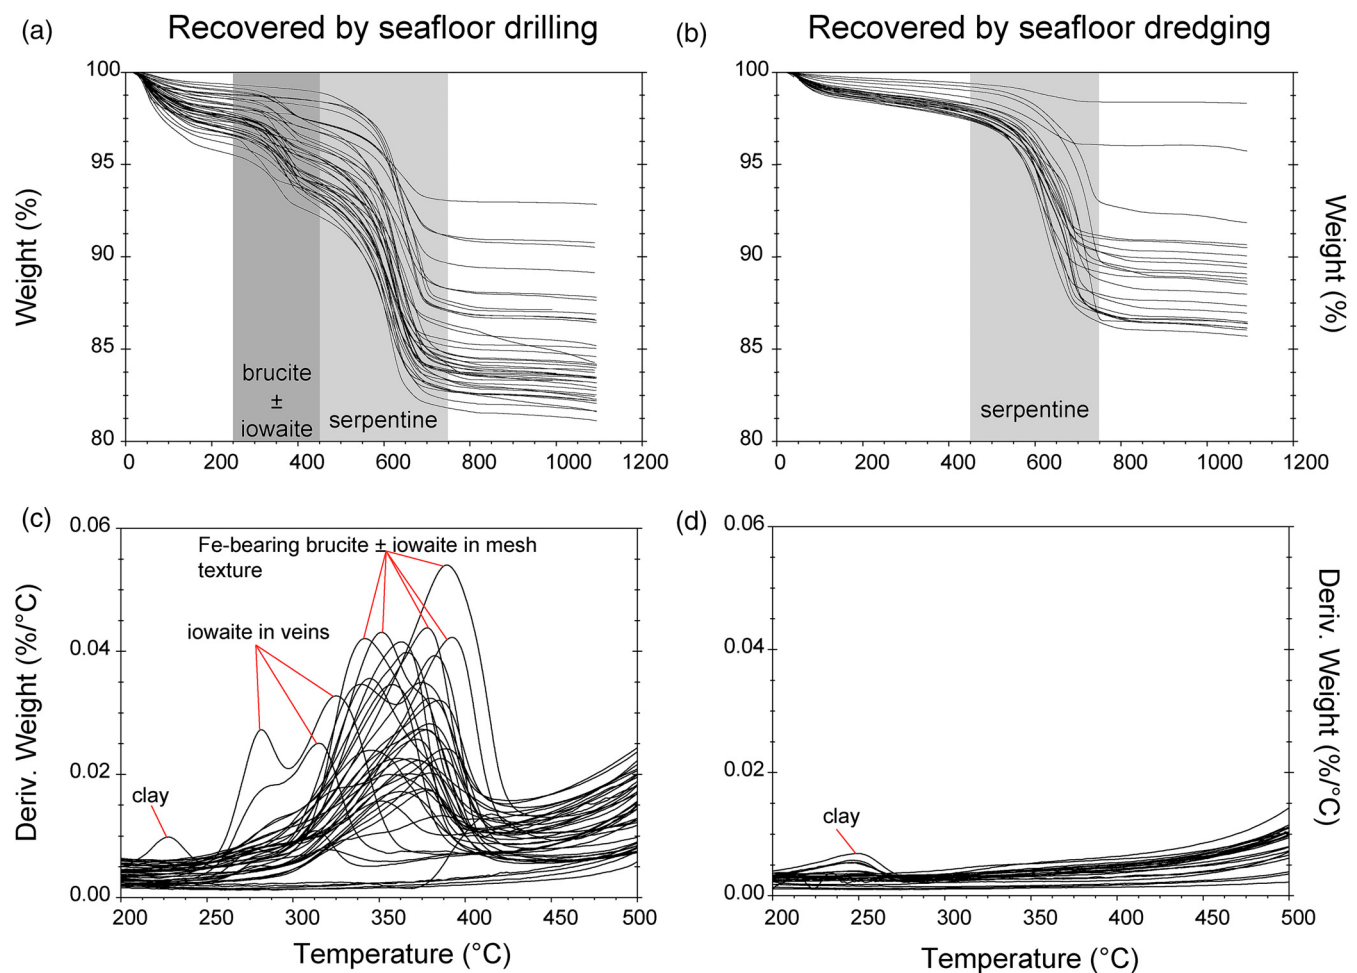 (a)
Recovered by seafloor drilling
(b)
Recovered by seafloor dredging
100
95
90
85
80
Weight (%)
brucite
±
iowaite
serpentine
0
200
400
600
800
1000
1200
100
95
90
85
80
Weight (%)
serpentine
0
200
400
600
800
1000
1200
(c)
0.06
0.04
0.02
0.00
Deriv. Weight (%/°C)
Fe-bearing brucite ± iowaite in mesh
texture
iowaite in veins
clay
200
250
300
350
400
450
500
Temperature (°C)
(d)
0.06
0.04
0.02
0.00
Deriv. Weight (%/°C)
clay
200
250
300
350
400
450
500
Temperature (°C)